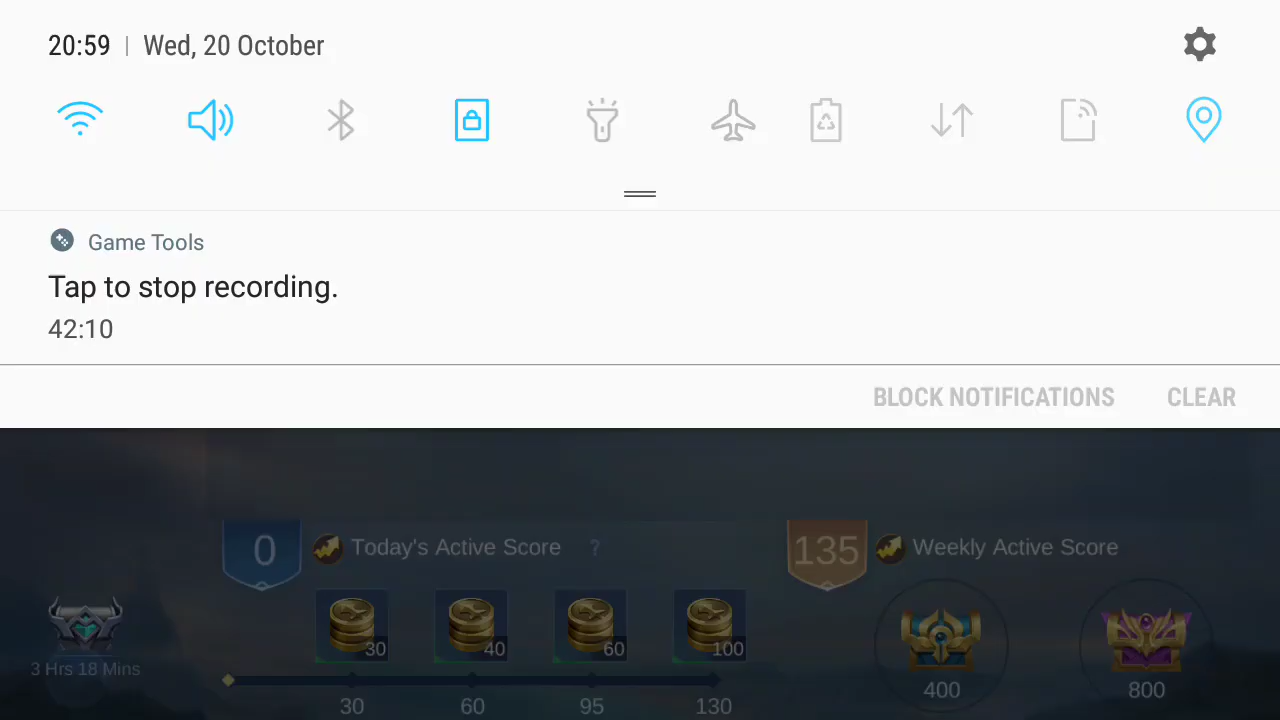 20:59 | Wed, 20 October
Game Tools
Tap to stop recording.
42:10
BLOCK NOTIFICATIONS CLEAR
0 Today's Active Score ? 135 Weekly Active Score
30 40 60 100
3 Hrs 18 Mins
400 800
30 60 95 130